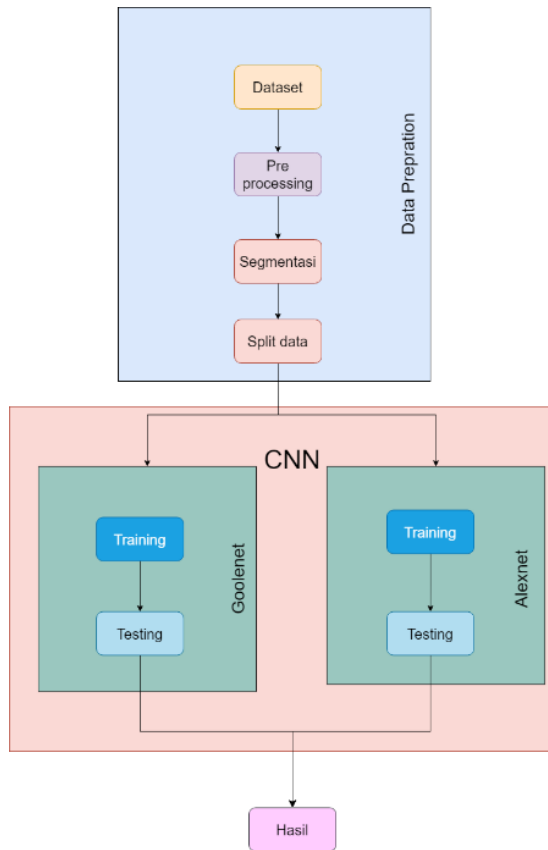 Dataset
Pre
processing
Segmentasi
Split data
Data Prepration
CNN
Training
Testing
Goolenet
Training
Testing
Alexnet
Hasil